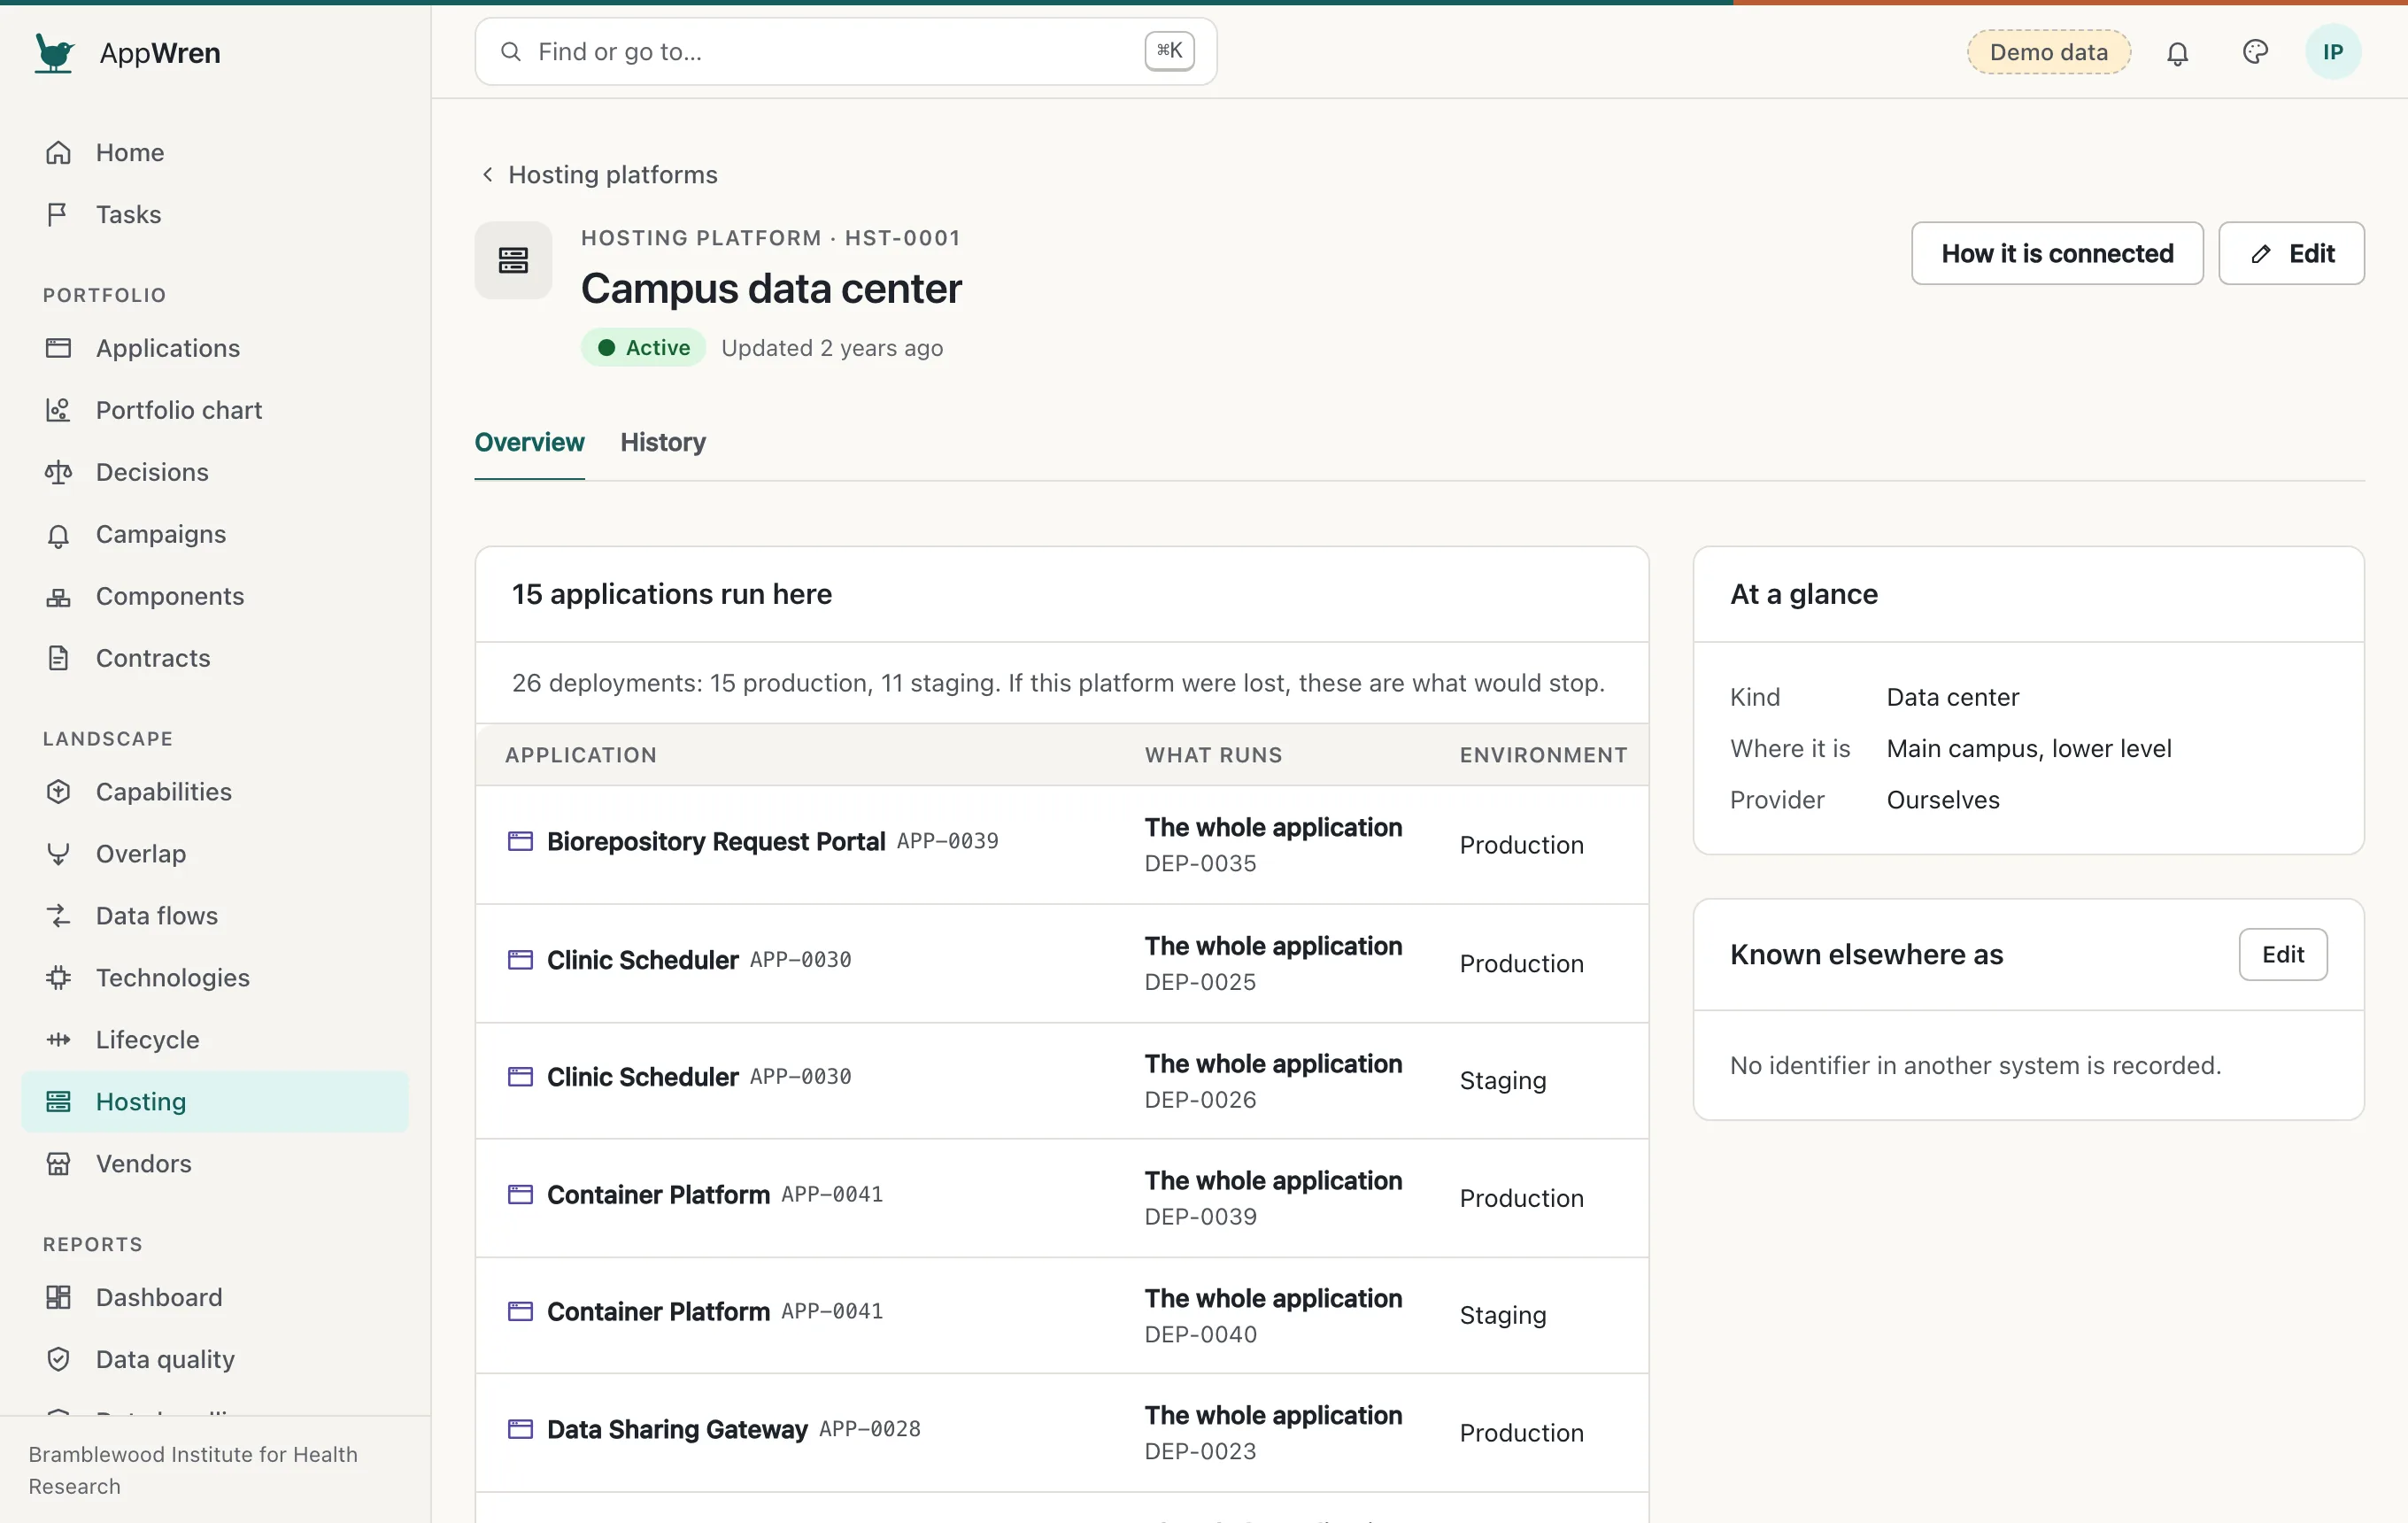 AppWren
Find or go to...
⌘K
Demo data
IP
Home
Tasks
PORTFOLIO
Applications
Portfolio chart
Decisions
Campaigns
Components
Contracts
LANDSCAPE
Capabilities
Overlap
Data flows
Technologies
Lifecycle
Hosting
Vendors
REPORTS
Dashboard
Data quality
Bramblewood Institute for Health
Research
Hosting platforms
HOSTING PLATFORM · HST-0001
Campus data center
Active Updated 2 years ago
How it is connected
Edit
Overview
History
15 applications run here
26 deployments: 15 production, 11 staging. If this platform were lost, these are what would stop.
APPLICATION WHAT RUNS ENVIRONMENT
Biorepository Request Portal APP-0039 The whole application Production
DEP-0035
Clinic Scheduler APP-0030 The whole application Production
DEP-0025
Clinic Scheduler APP-0030 The whole application Staging
DEP-0026
Container Platform APP-0041 The whole application Production
DEP-0039
Container Platform APP-0041 The whole application Staging
DEP-0040
Data Sharing Gateway APP-0028 The whole application Production
DEP-0023
At a glance
Kind Data center
Where it is Main campus, lower level
Provider Ourselves
Known elsewhere as
Edit
No identifier in another system is recorded.